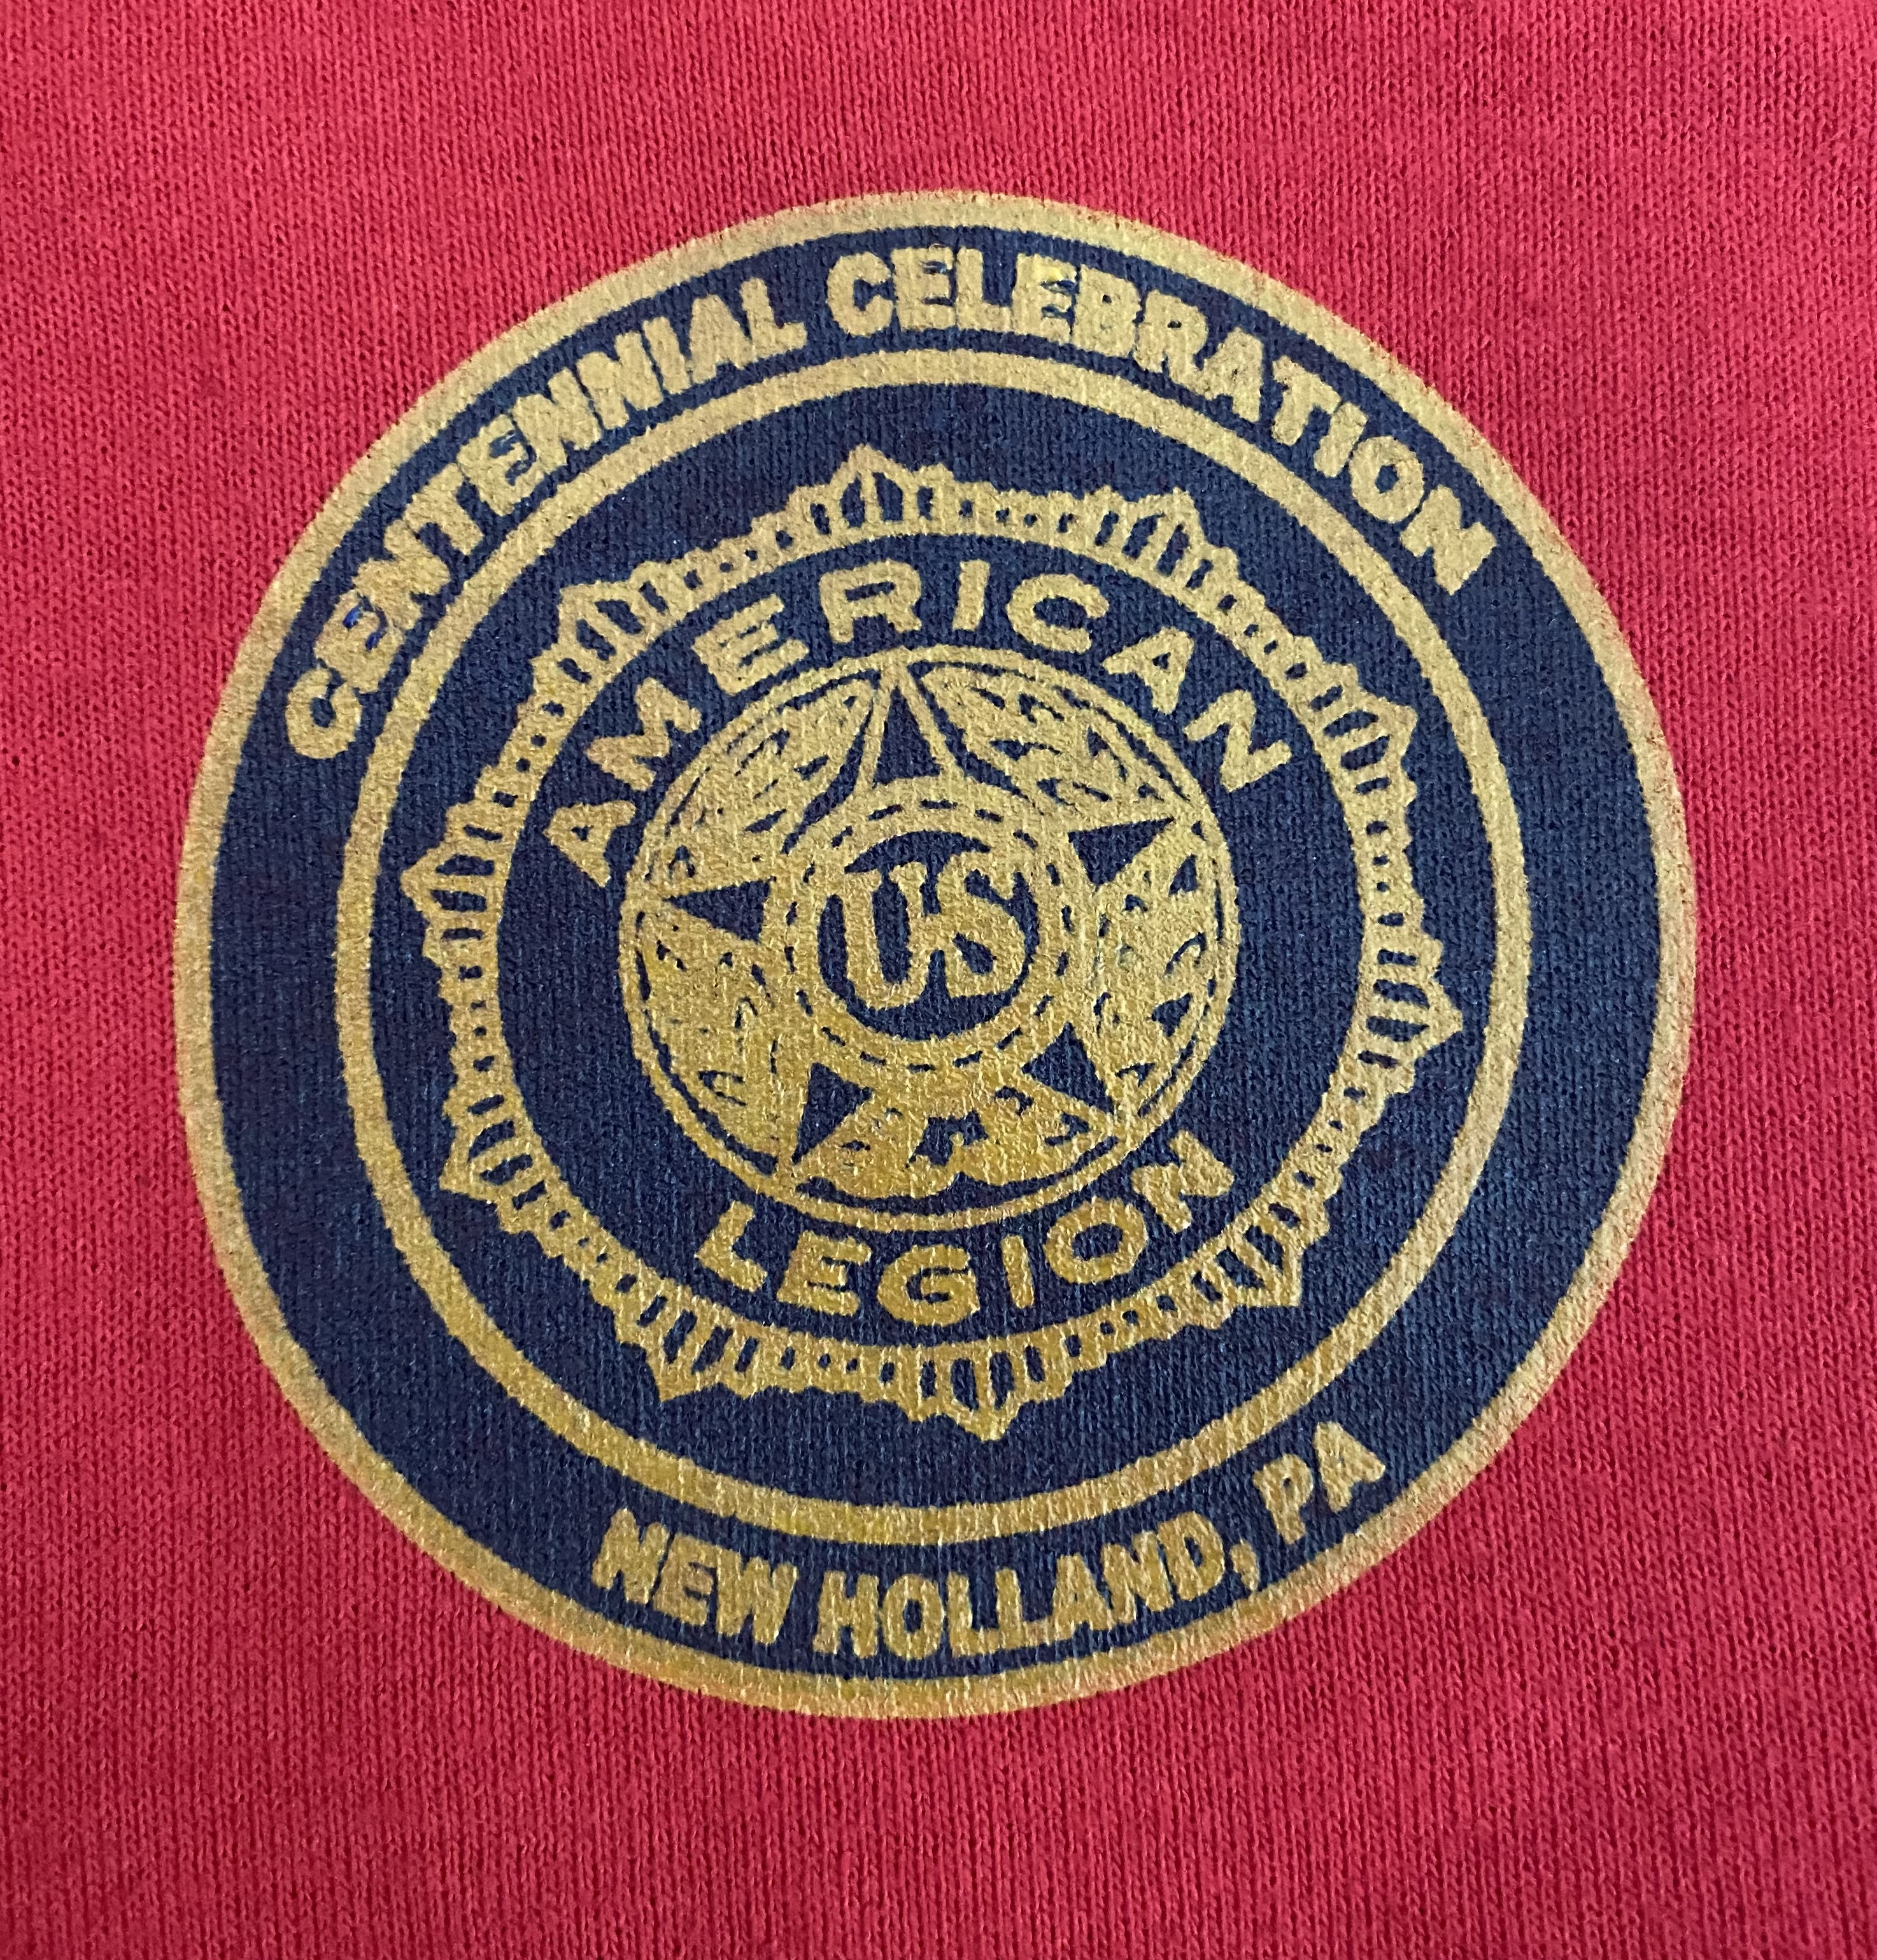 CENTENNIAL CELEBRATION
AMERICAN
US
LEGION
NEW HOLLAND, PA